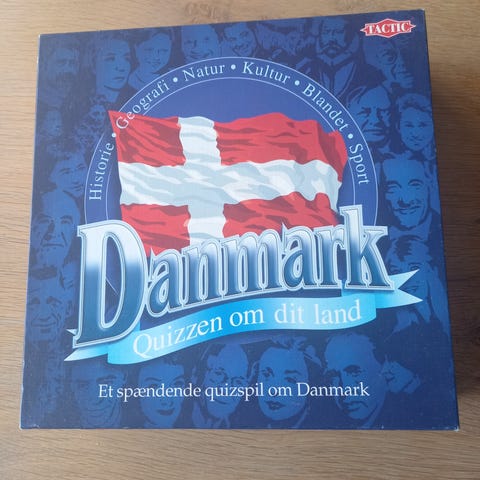 TACTIC
Historie • Geografi • Natur • Kultur • Blandet • Sport
Danmark
Quizzen om dit land
Et spændende quizspil om Danmark